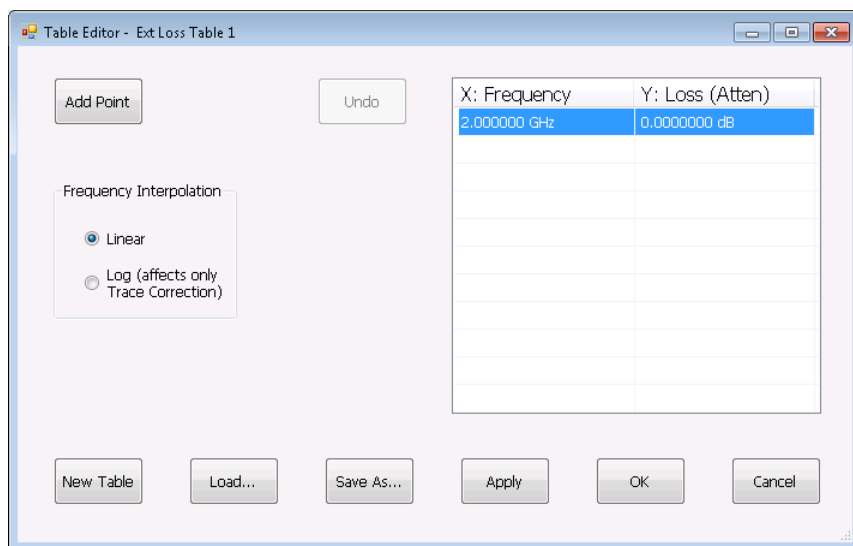 Table Editor -  Ext Loss Table 1
Add Point
Undo
X: Frequency
Y: Loss (Atten)
2.000000 GHz
0.0000000 dB
Frequency Interpolation
Linear
Log (affects only
Trace Correction)
New Table
Load...
Save As...
Apply
OK
Cancel